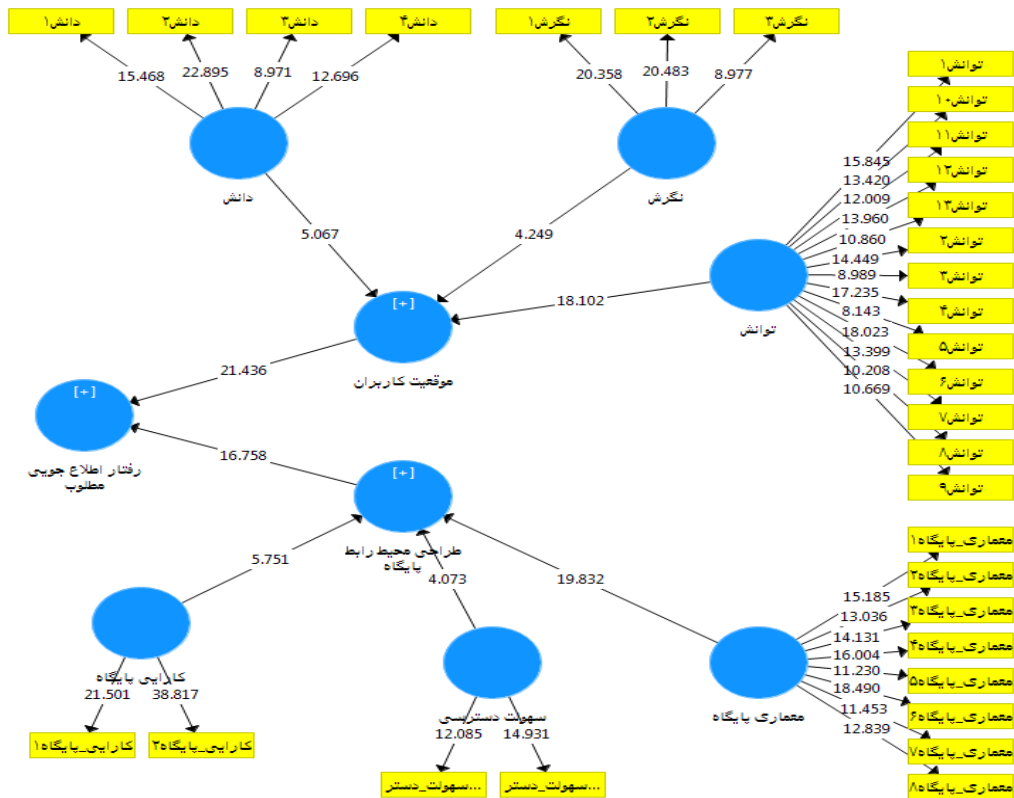 دانش۱
دانش۲
دانش۳
دانش۴
نگرش۱
نگرش۲
نگرش۳
15.468
22.895
8.971
12.696
20.358
20.483
8.977
دانش
نگرش
توانش۱
توانش۱۰
توانش۱۱
توانش۱۲
توانش۱۳
توانش۲
توانش۳
توانش۴
توانش۵
توانش۶
توانش۷
توانش۸
توانش۹
15.845
13.420
12.009
13.960
10.860
14.449
8.989
17.235
8.143
18.023
13.399
10.208
10.669
توانش
5.067
4.249
18.102
[+]
موقعیت کاربران
21.436
[+]
رفتار اطلاع جویی
مطلوب
16.758
[+]
طراحی محیط رابط
پایگاه
5.751
4.073
19.832
کارایی پایگاه
21.501
38.817
کارایی_پایگاه۱
کارایی_پایگاه۲
سهولت دسترسی
12.085
14.931
سهولت_دستر...
سهولت_دستر...
معماری پایگاه
15.185
13.036
14.131
16.004
11.230
18.490
11.453
12.839
معماری_پایگاه۱
معماری_پایگاه۲
معماری_پایگاه۳
معماری_پایگاه۴
معماری_پایگاه۵
معماری_پایگاه۶
معماری_پایگاه۷
معماری_پایگاه۸